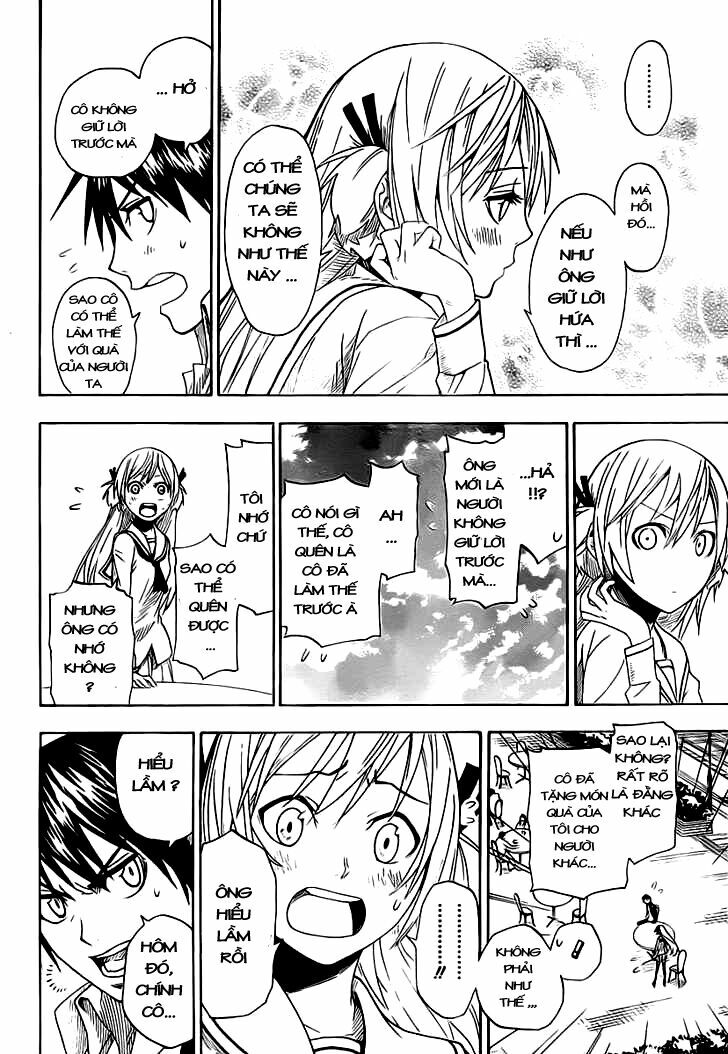 .........
MÀ
HỒI
ĐÓ...
NẾU
NHƯ
ÔNG
GIỮ LỜI
HỨA
THÌ ...
CÓ THỂ
CHÚNG
TA SẼ
KHÔNG
NHƯ THẾ
NÀY ...
... HỞ
CÔ KHÔNG
GIỮ LỜI
TRƯỚC MÀ
SAO CÔ
CÓ THỂ
LÀM THẾ
VỚI QUÀ
CỦA NGƯỜI
TA
...HẢ
!!?
ÔNG
MỚI LÀ
NGƯỜI
KHÔNG
GIỮ LỜI
TRƯỚC
MÀ...
AH
...
CÔ NÓI GÌ
THẾ, CÔ
QUÊN LÀ
CÔ ĐÃ
LÀM THẾ
TRƯỚC À
TÔI
NHỚ
CHỨ
SAO CÓ
THỂ
QUÊN
ĐƯỢC
...
NHƯNG
ÔNG CÓ
NHỚ
KHÔNG
?
SAO LẠI
KHÔNG?
RẤT RÕ
LÀ ĐẰNG
KHÁC
CÔ ĐÃ
TẶNG MÓN
QUÀ CỦA
TÔI CHO
NGƯỜI
KHÁC...
!
KHÔNG
PHẢI
NHƯ
THẾ ,,,
.........
!!
ÔNG
HIỂU
LẦM
RỒI
HIỂU
LẦM ?
HÔM
ĐÓ,
CHÍNH
CÔ...